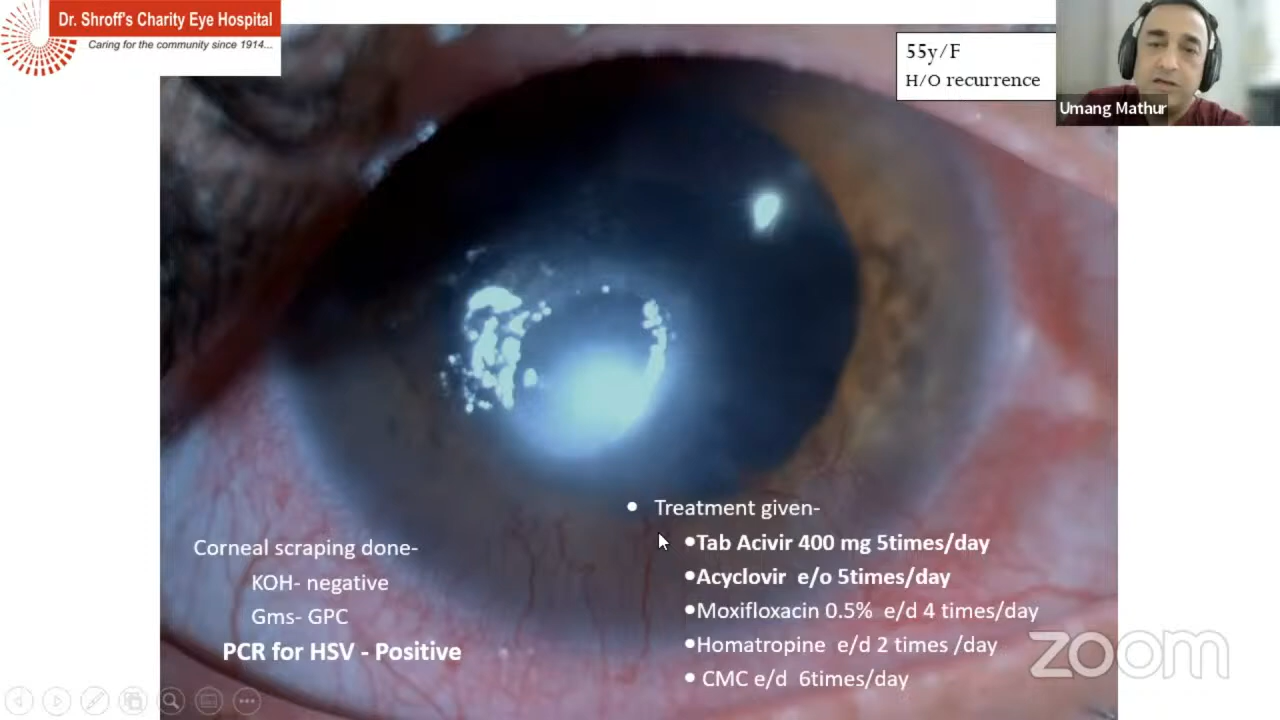 Dr. Shroff's Charity Eye Hospital
Caring for the community since 1914...
55y/F
H/O recurrence
Umang Mathur
Corneal scraping done-
KOH- negative
Gms- GPC
PCR for HSV - Positive
• Treatment given-
•Tab Acivir 400 mg 5times/day
•Acyclovir e/o 5times/day
•Moxifloxacin 0.5% e/d 4 times/day
•Homatropine e/d 2 times /day
• CMC e/d 6times/day
zoom